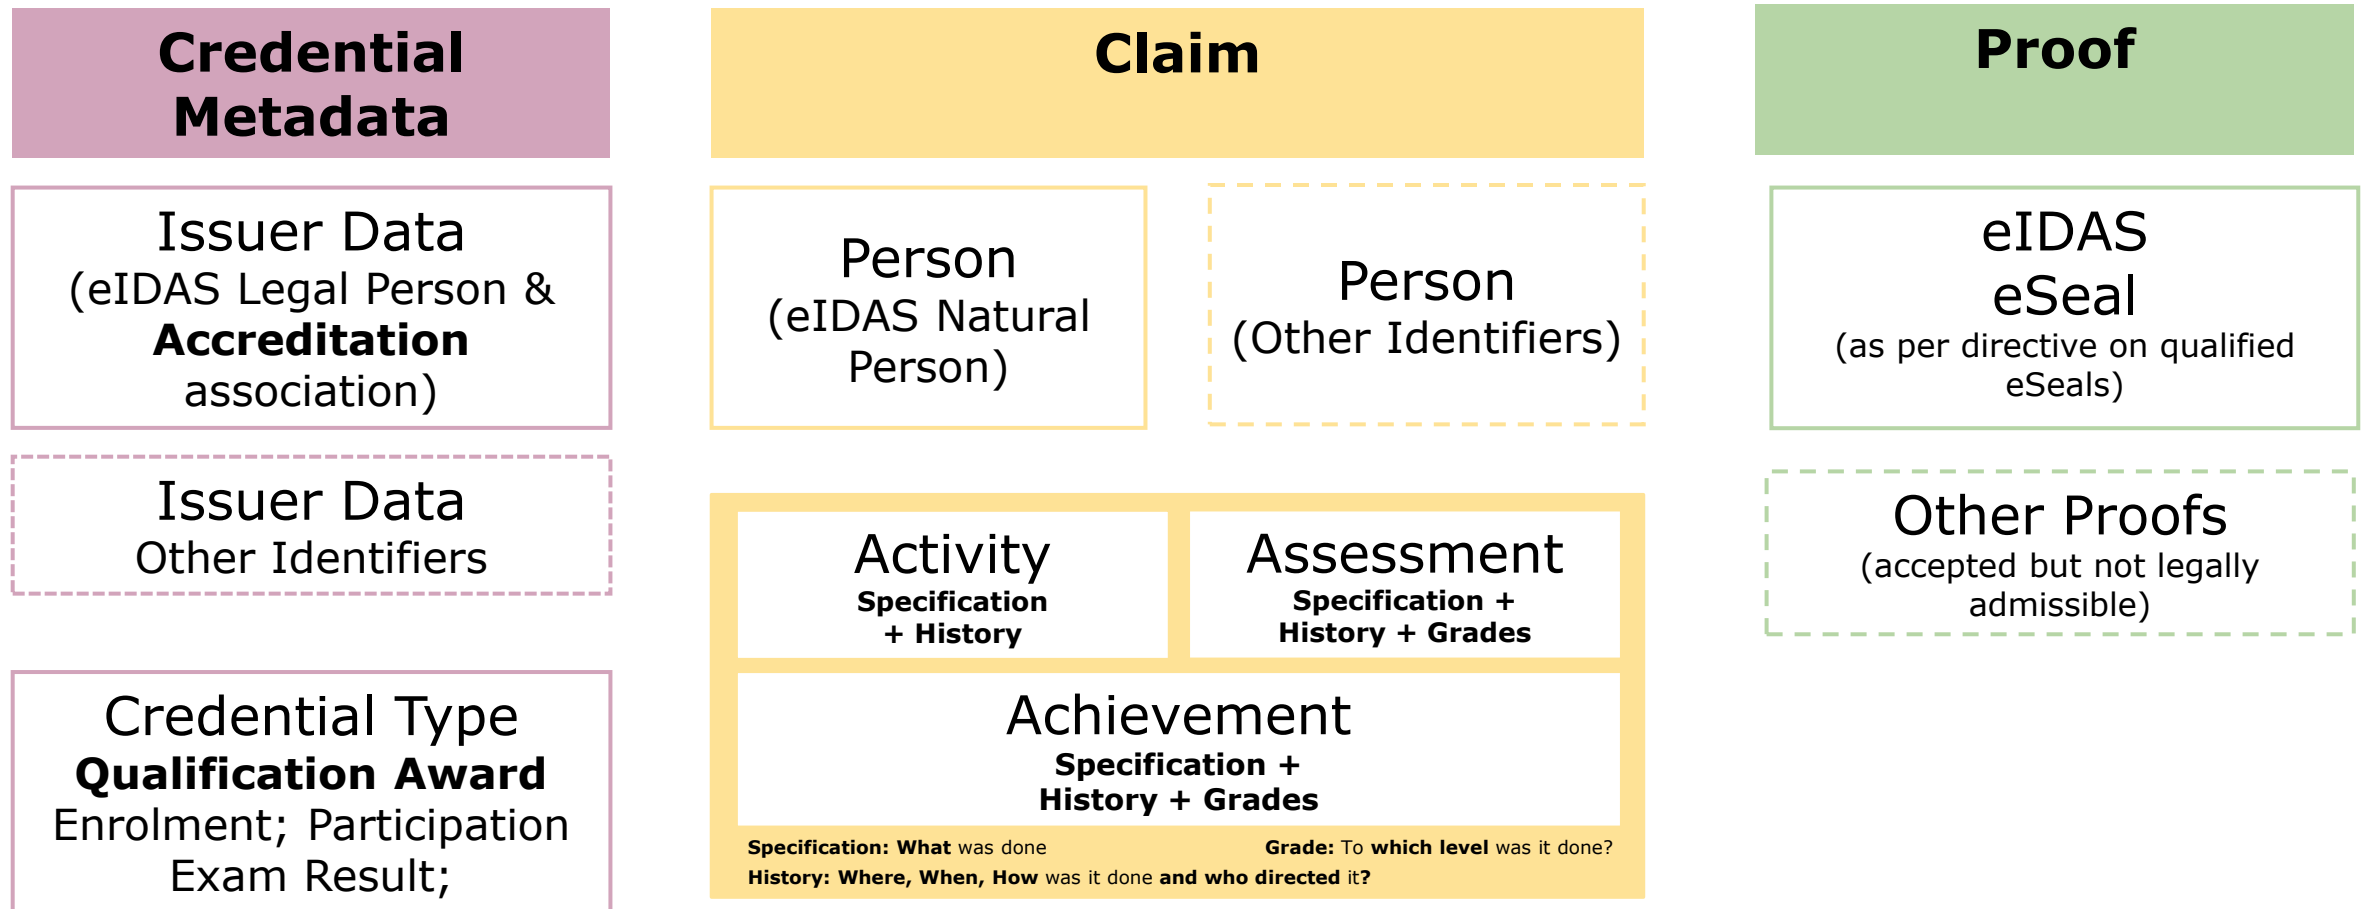 Credential
Metadata
Issuer Data
(eIDAS Legal Person &
Accreditation
association)
Issuer Data
Other Identifiers
Credential Type
Qualification Award
Enrolment; Participation
Exam Result;
Claim
Person
(eIDAS Natural
Person)
Person
(Other Identifiers)
Activity
Specification
+ History
Assessment
Specification +
History + Grades
Achievement
Specification +
History + Grades
Specification: What was done
Grade: To which level was it done?
History: Where, When, How was it done and who directed it?
Proof
eIDAS
eSeal
(as per directive on qualified
eSeals)
Other Proofs
(accepted but not legally
admissible)